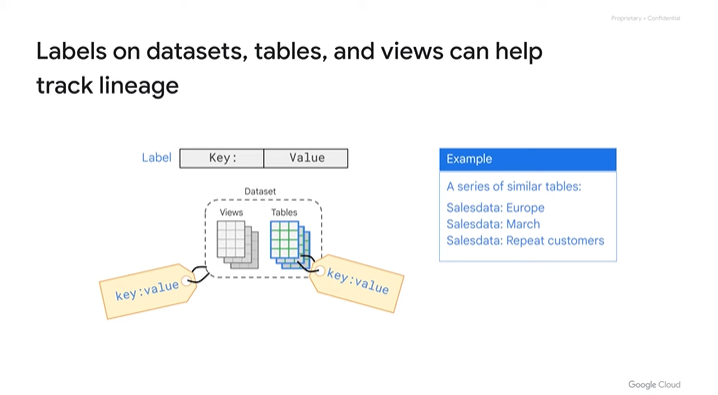 Proprietary + Confidential
Labels on datasets, tables, and views can help
track lineage
Label
Key:
Value
Dataset
Views
Tables
key:value
key:value
Example
A series of similar tables:
Salesdata: Europe
Salesdata: March
Salesdata: Repeat customers
Google Cloud